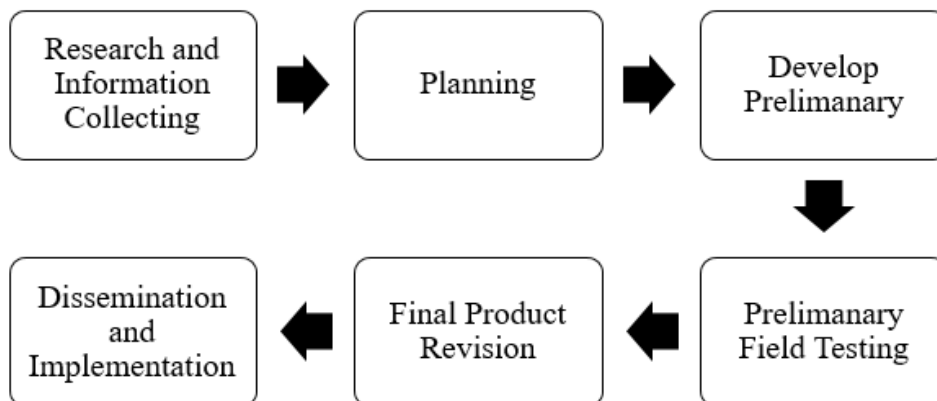 Research and
Information
Collecting
Planning
Develop
Prelimanary
Prelimanary
Field Testing
Final Product
Revision
Dissemination
and
Implementation